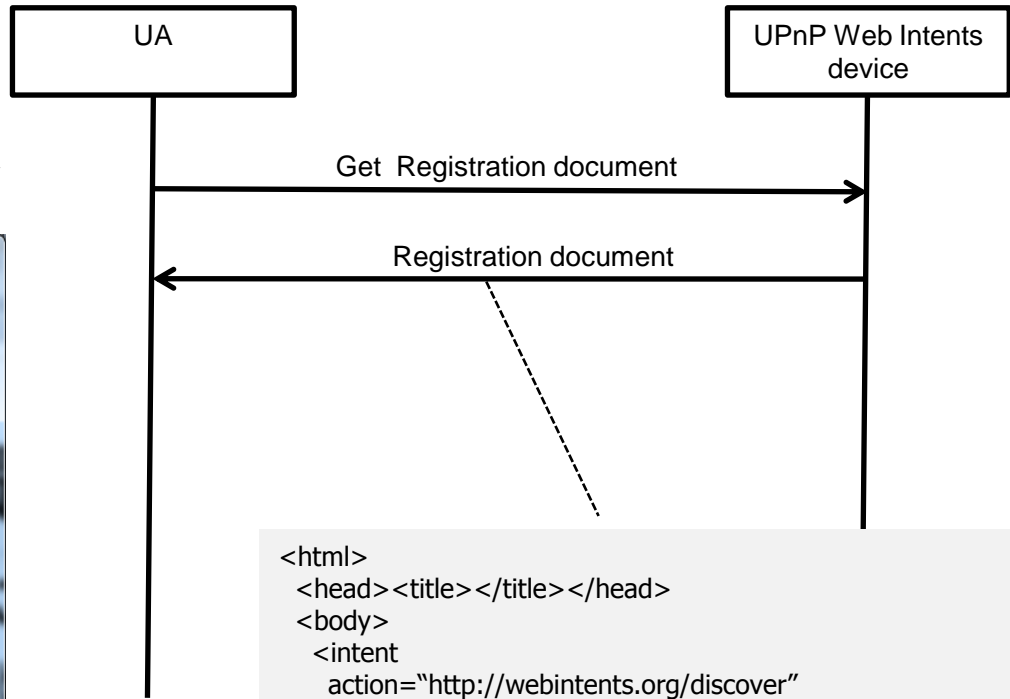 UA
UPnP Web Intents
device
Get Registration document
Registration document
<html>
<head><title></title></head>
<body>
<intent
action=“http://webintents.org/discover”